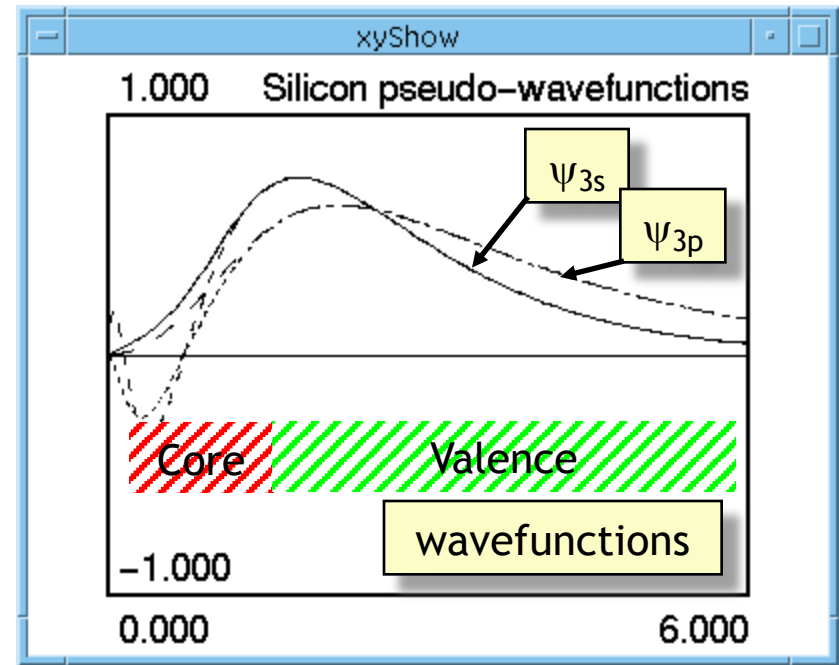 xyShow
1.000 Silicon pseudo-wavefunctions
ψ3s
ψ3p
Core Valence
wavefunctions
-1.000
0.000 6.000